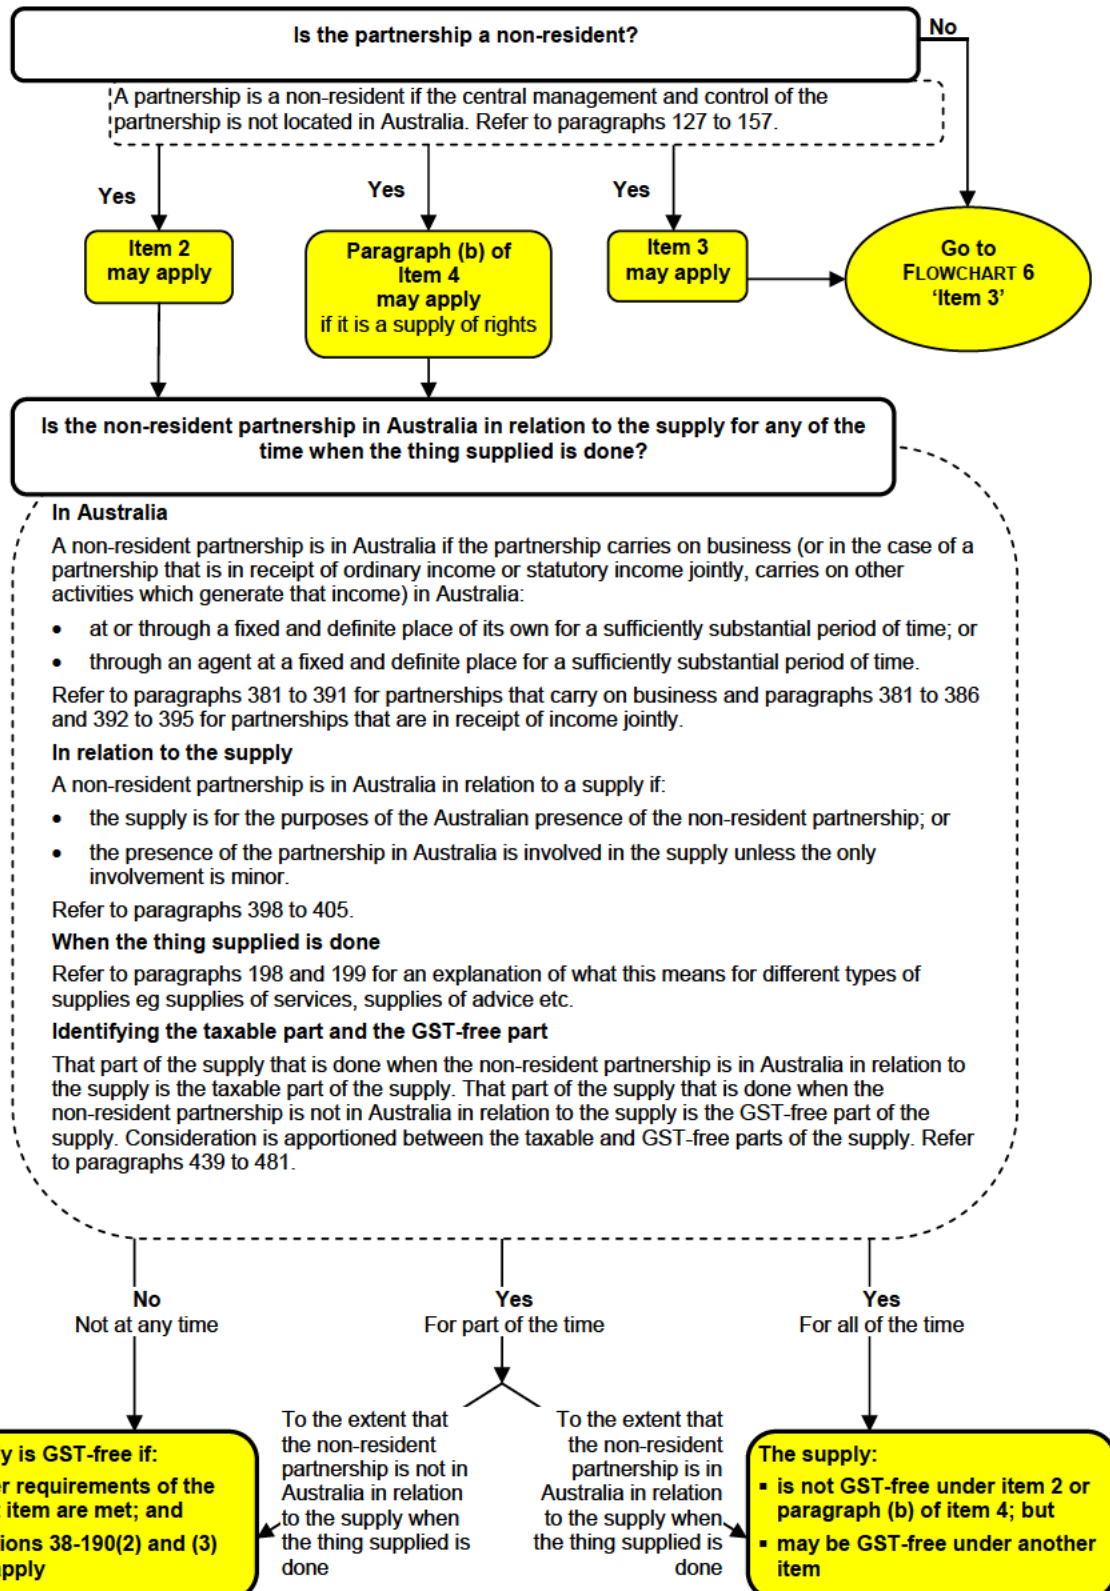 Is the partnership a non-resident?
No
A partnership is a non-resident if the central management and control of the
partnership is not located in Australia. Refer to paragraphs 127 to 157.
Yes
Yes
Yes
Item 2
may apply
Paragraph (b) of
Item 4
may apply
if it is a supply of rights
Item 3
may apply
Go to
FLOWCHART 6
‘Item 3’
Is the non-resident partnership in Australia in relation to the supply for any of the
time when the thing supplied is done?
In Australia
A non-resident partnership is in Australia if the partnership carries on business (or in the case of a
partnership that is in receipt of ordinary income or statutory income jointly, carries on other
activities which generate that income) in Australia:
• at or through a fixed and definite place of its own for a sufficiently substantial period of time; or
• through an agent at a fixed and definite place for a sufficiently substantial period of time.
Refer to paragraphs 381 to 391 for partnerships that carry on business and paragraphs 381 to 386
and 392 to 395 for partnerships that are in receipt of income jointly.
In relation to the supply
A non-resident partnership is in Australia in relation to a supply if:
• the supply is for the purposes of the Australian presence of the non-resident partnership; or
• the presence of the partnership in Australia is involved in the supply unless the only
involvement is minor.
Refer to paragraphs 398 to 405.
When the thing supplied is done
Refer to paragraphs 198 and 199 for an explanation of what this means for different types of
supplies eg supplies of services, supplies of advice etc.
Identifying the taxable part and the GST-free part
That part of the supply that is done when the non-resident partnership is in Australia in relation to
the supply is the taxable part of the supply. That part of the supply that is done when the
non-resident partnership is not in Australia in relation to the supply is the GST-free part of the
supply. Consideration is apportioned between the taxable and GST-free parts of the supply. Refer
to paragraphs 439 to 481.
No
Not at any time
Yes
For part of the time
Yes
For all of the time
y is GST-free if:
r requirements of the
t item are met; and
ions 38-190(2) and (3)
apply
To the extent that
the non-resident
partnership is not in
Australia in relation
to the supply when
the thing supplied is
done
To the extent that
the non-resident
partnership is in
Australia in relation
to the supply when
the thing supplied is
done
The supply:
▪ is not GST-free under item 2 or
paragraph (b) of item 4; but
▪ may be GST-free under another
item